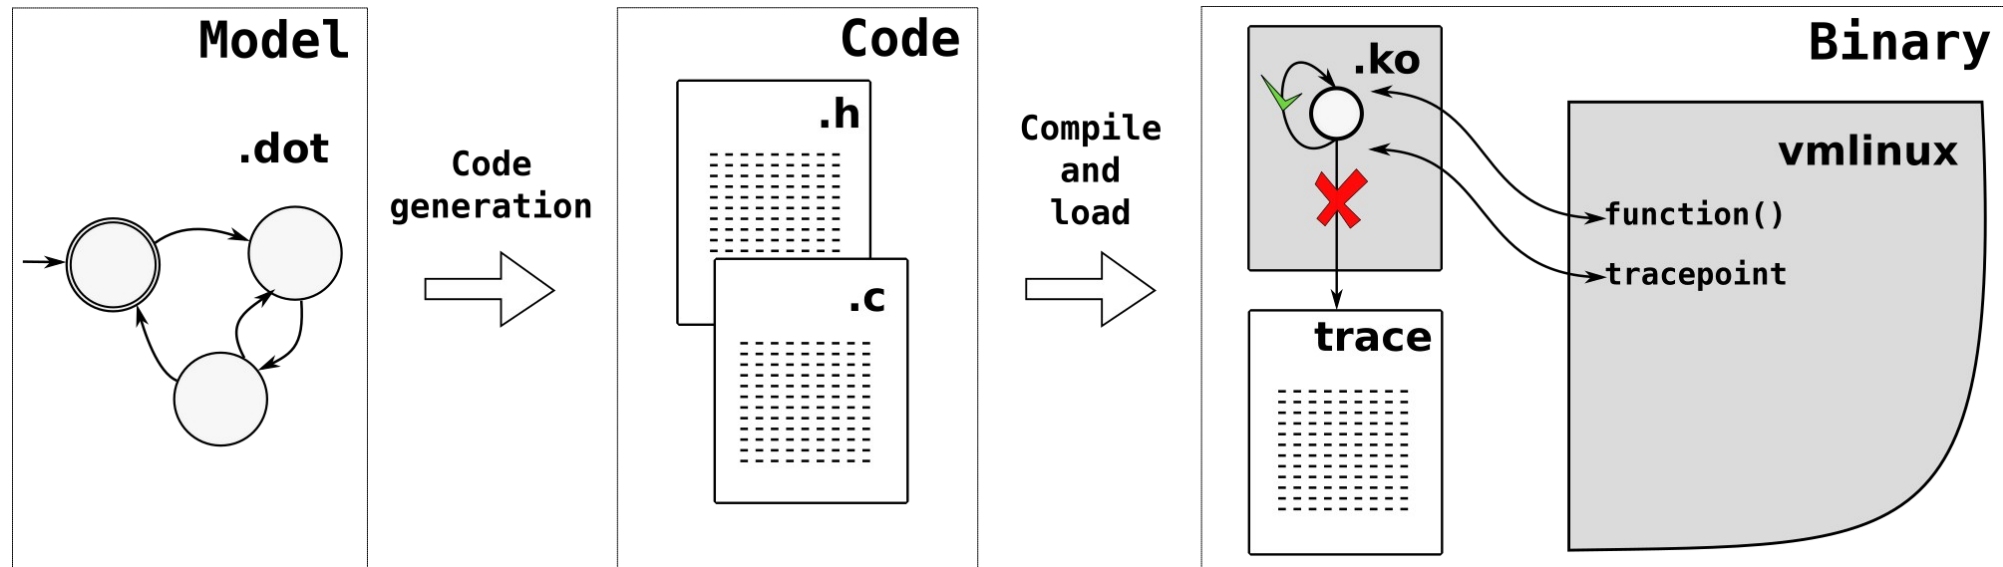 Model
.dot
Code
generation
Code
.h
.c
Compile
and
load
Binary
.ko
trace
vmlinux
function()
tracepoint